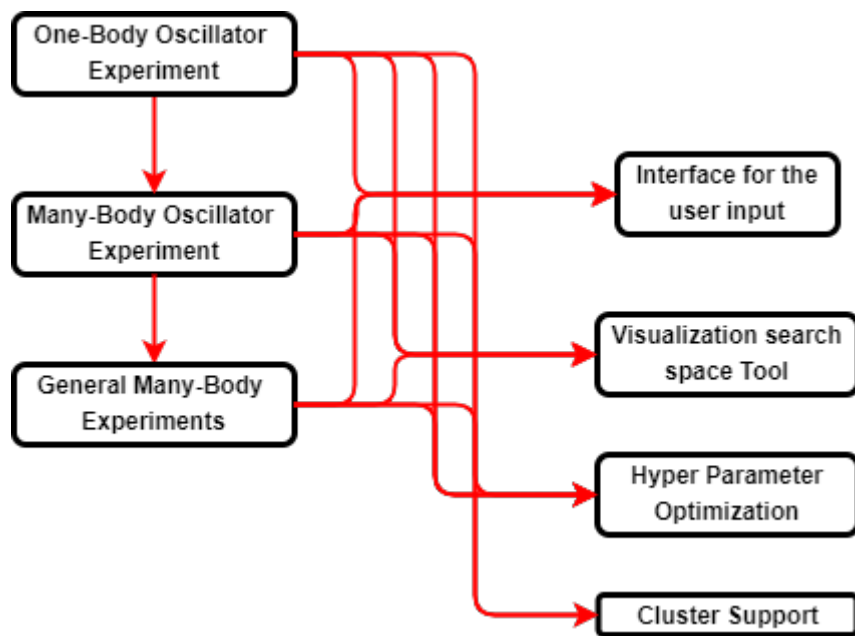 One-Body Oscillator
Experiment
Many-Body Oscillator
Experiment
General Many-Body
Experiments
Interface for the
user input
Visualization search
space Tool
Hyper Parameter
Optimization
Cluster Support